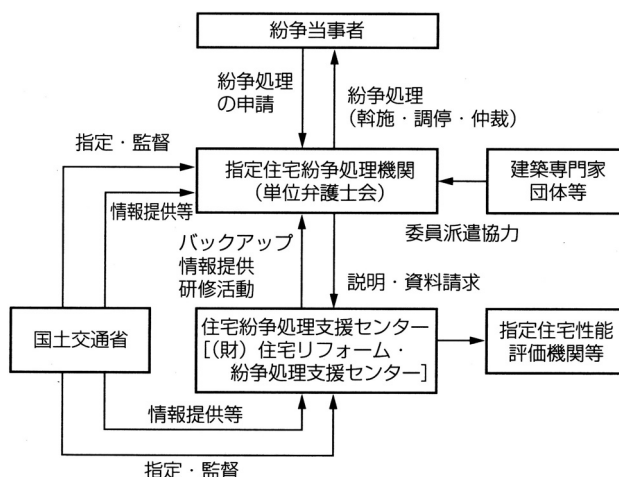 紛争当事者
紛争処理
の申請
紛争処理
(斡旋・調停・仲裁)
指定・監督
指定住宅紛争処理機関
(単位弁護士会)
建築専門家
団体等
情報提供等
委員派遣協力
バックアップ
情報提供
研修活動
説明・資料請求
国土交通省
住宅紛争処理支援センター
[(財)住宅リフォーム・
紛争処理支援センター]
指定住宅性能
評価機関等
情報提供等
指定・監督